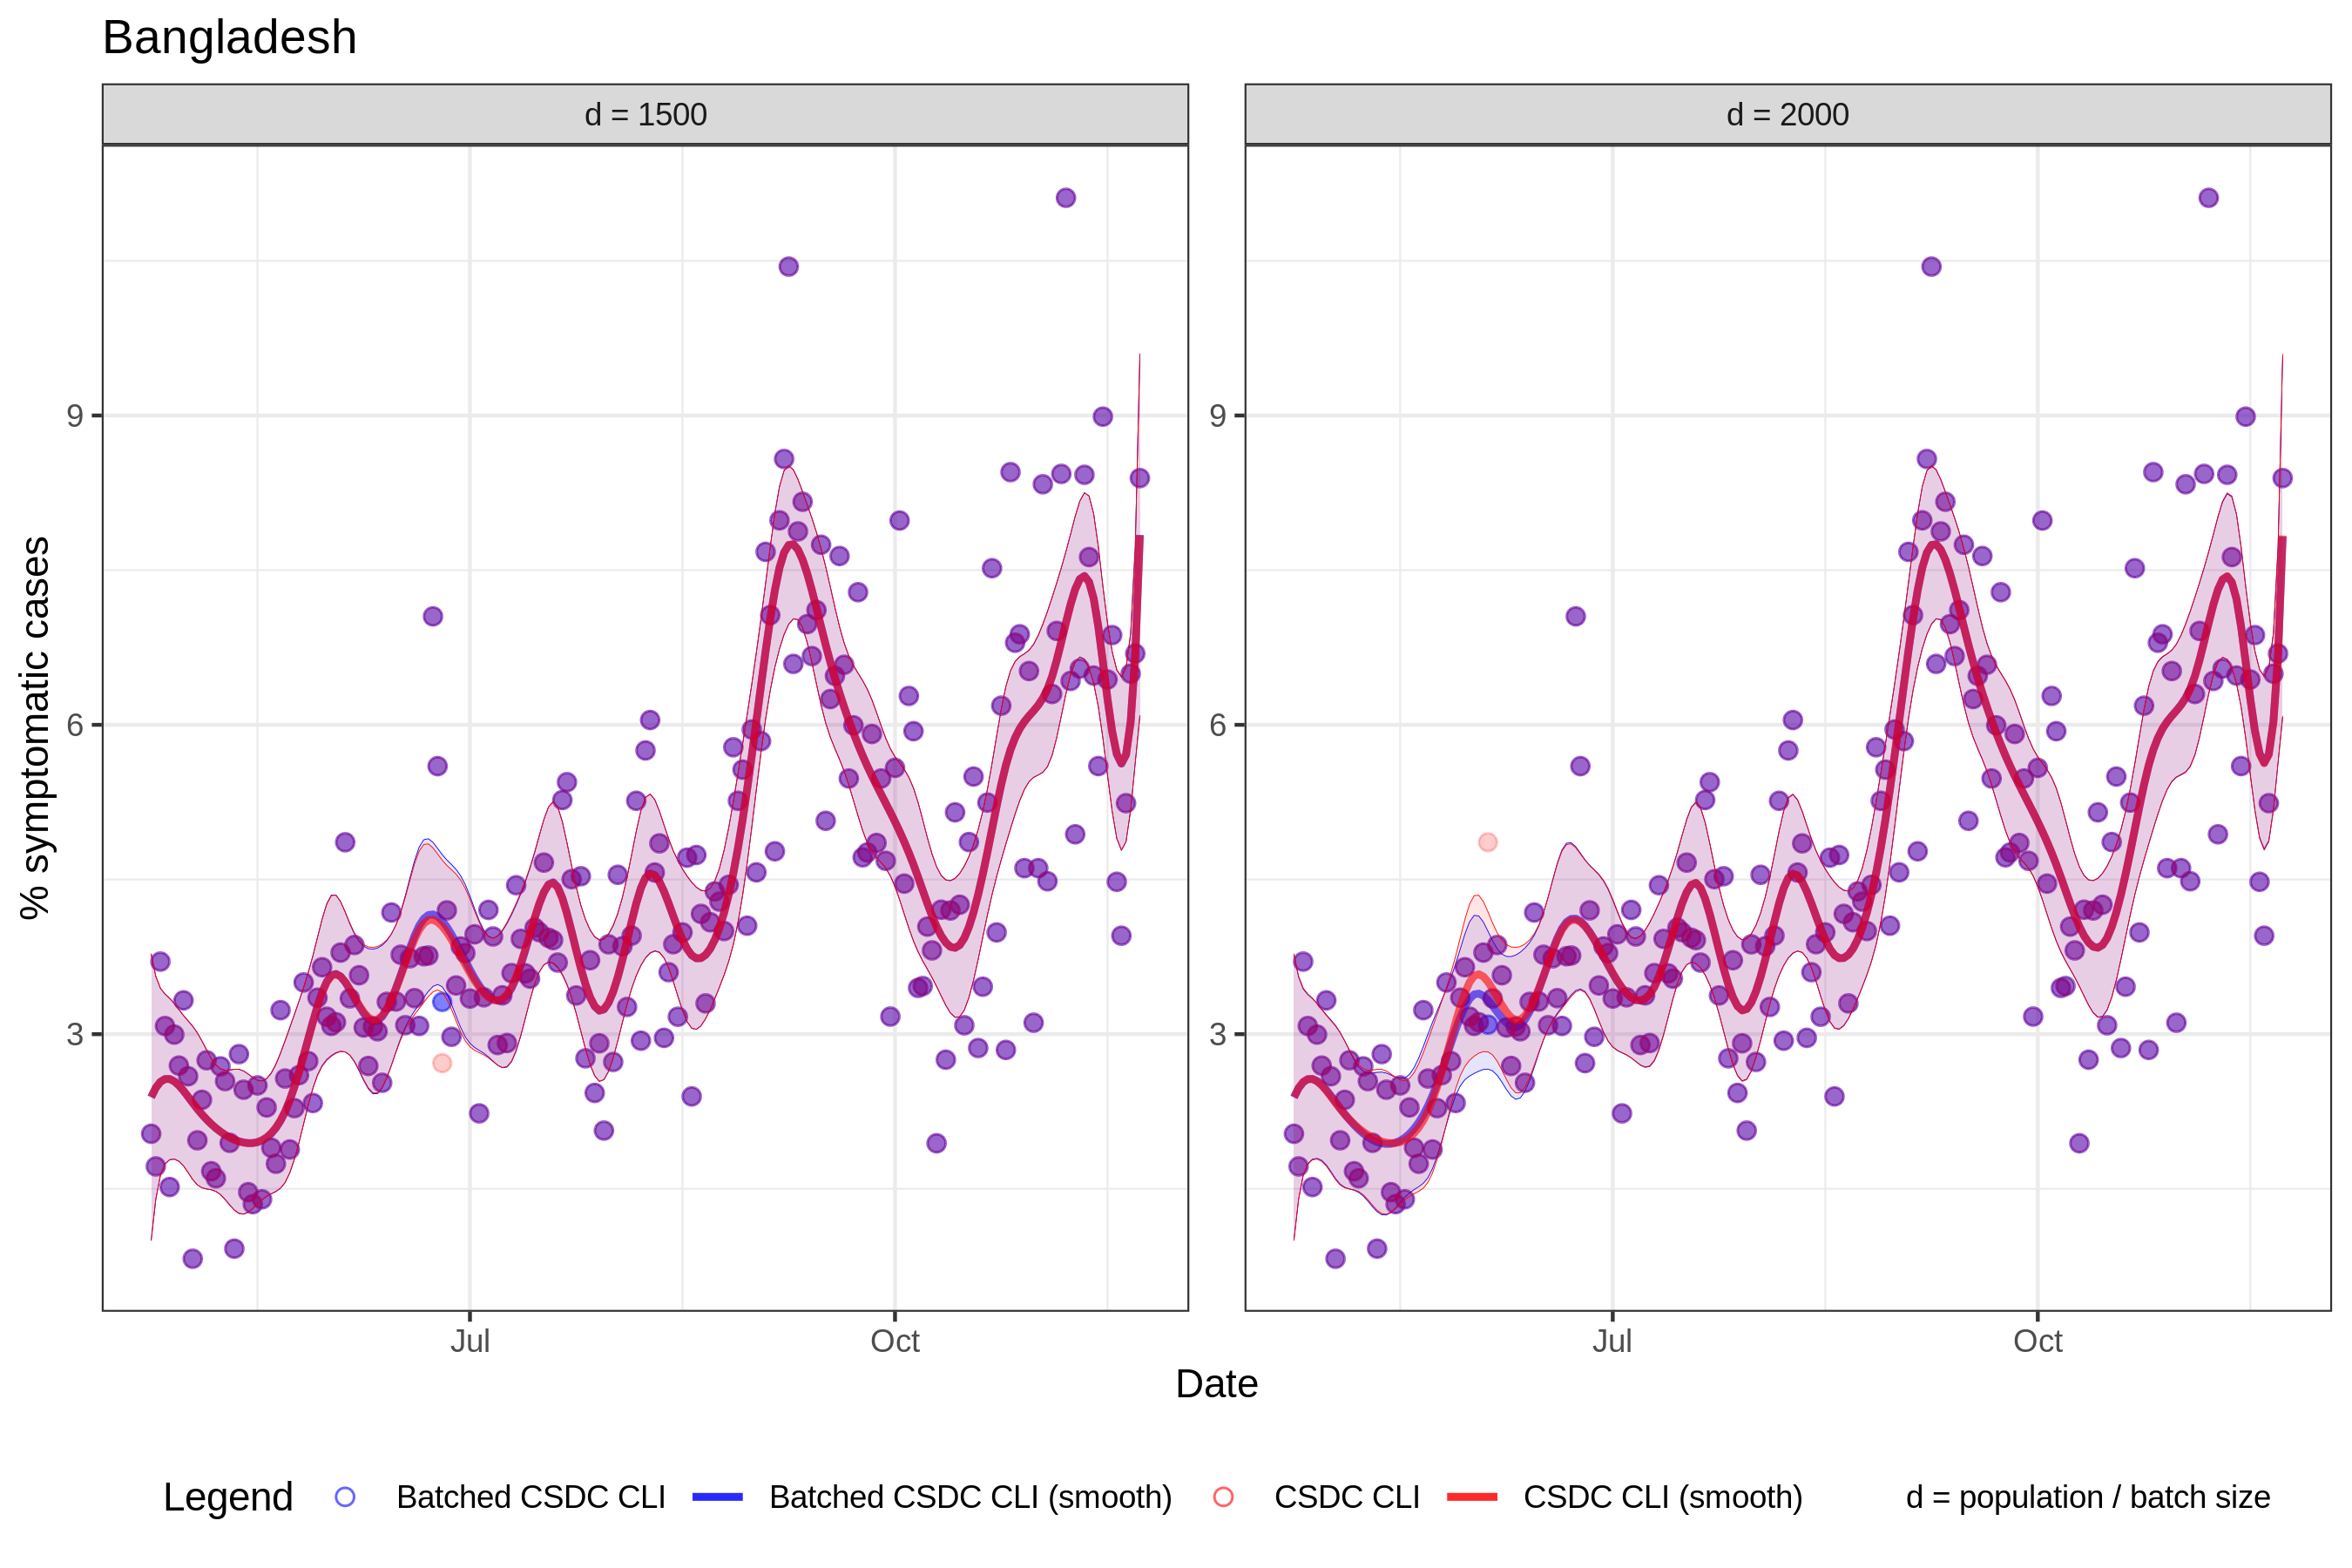 Bangladesh
d = 1500
d = 2000
% symptomatic cases
9
6
3
9
6
3
Jul
Oct
Jul
Oct
Date
Legend
Batched CSDC CLI
Batched CSDC CLI (smooth)
CSDC CLI
CSDC CLI (smooth)
d = population / batch size